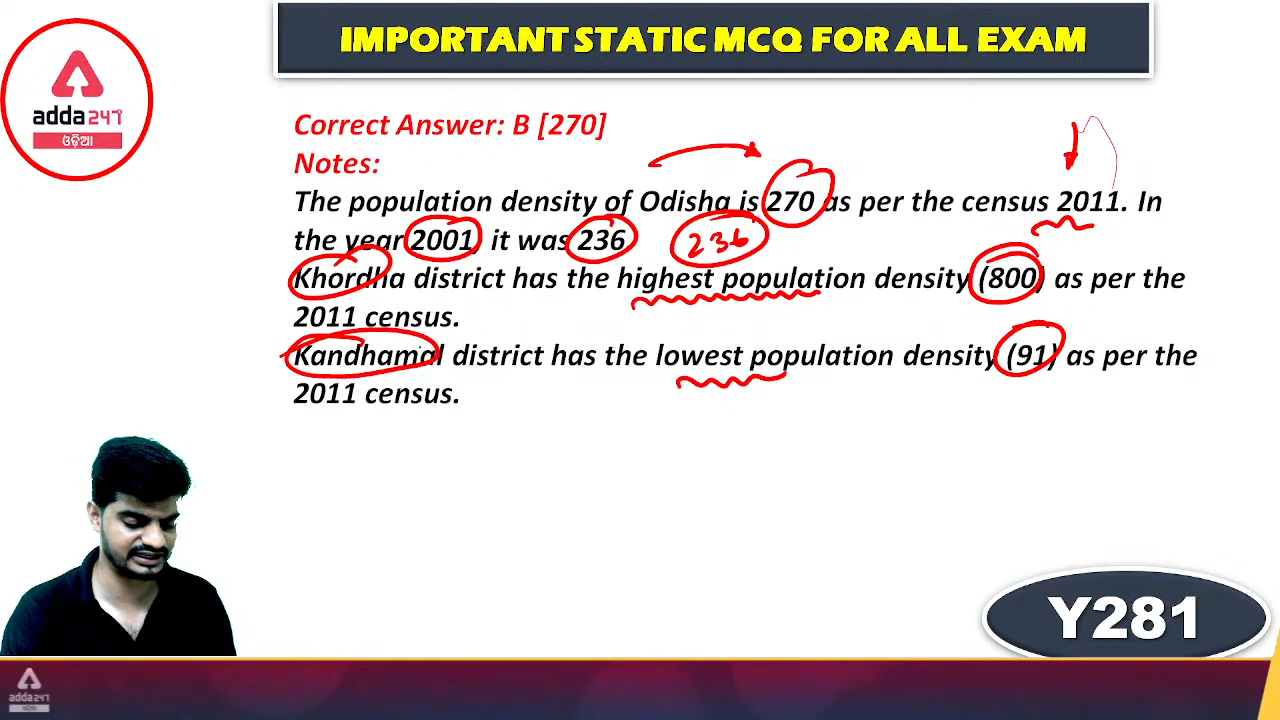 IMPORTANT STATIC MCQ FOR ALL EXAM
adda247
ଓଡ଼ିଆ
Correct Answer: B [270]
Notes:
The population density of Odisha is 270 as per the census 2011. In
the year 2001, it was 236 236
Khordha district has the highest population density (800) as per the
2011 census.
Kandhamal district has the lowest population density (91) as per the
2011 census.
Y281
adda247
ଓଡ଼ିଆ